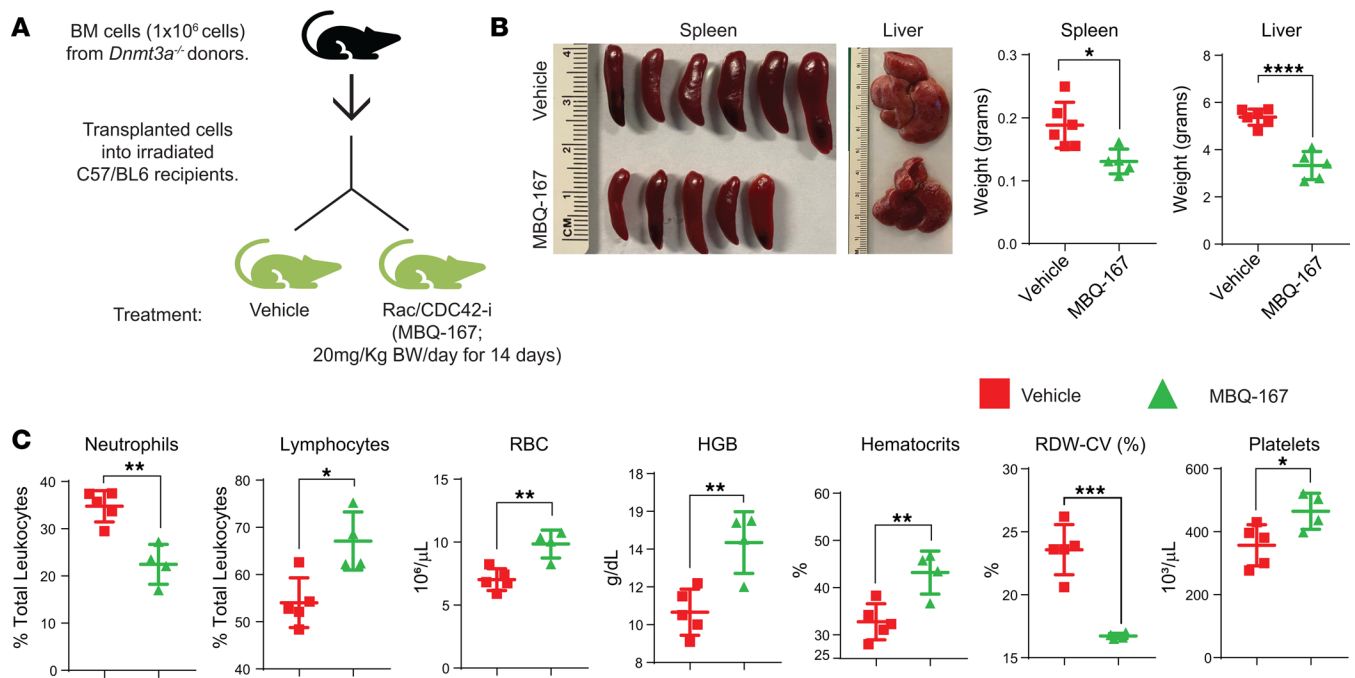 A
BM cells (1x10⁶ cells)
from Dnmt3a⁻/⁻ donors.
Transplanted cells
into irradiated
C57/BL6 recipients.
Treatment:
Vehicle
Rac/CDC42-i
(MBQ-167;
20mg/Kg BW/day for 14 days)
B
Spleen
Liver
Vehicle
MBQ-167
4
3
2
1
CM
Spleen
Weight (grams)
0.3
0.2
0.1
0.0
*
Vehicle
MBQ-167
Liver
Weight (grams)
8
6
4
2
0
****
Vehicle
MBQ-167
Vehicle
MBQ-167
C
Neutrophils
% Total Leukocytes
40
30
20
10
0
**
Lymphocytes
% Total Leukocytes
80
70
60
50
40
*
RBC
10⁶/µL
15
10
5
0
**
HGB
g/dL
18
16
14
12
10
8
**
Hematocrits
%
60
50
40
30
25
**
RDW-CV (%)
%
30
25
20
15
***
Platelets
10³/µL
600
400
200
0
*